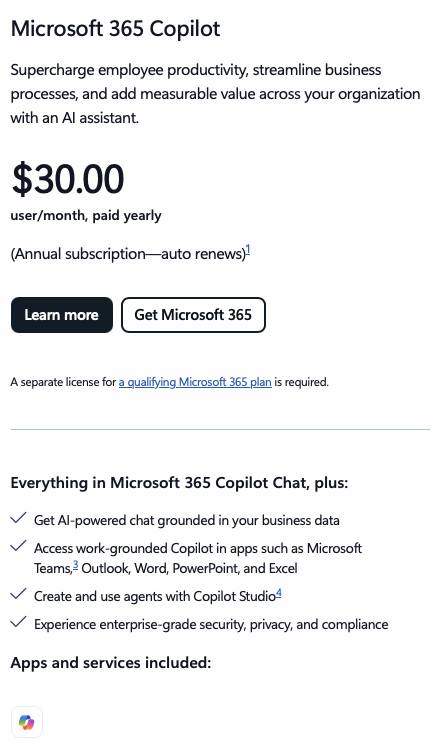 Microsoft 365 Copilot
Supercharge employee productivity, streamline business
processes, and add measurable value across your organization
with an AI assistant.
$30.00
user/month, paid yearly
(Annual subscription—auto renews)1
Learn more
Get Microsoft 365
A separate license for a qualifying Microsoft 365 plan is required.
Everything in Microsoft 365 Copilot Chat, plus:
Get AI-powered chat grounded in your business data
Access work-grounded Copilot in apps such as Microsoft
Teams,3 Outlook, Word, PowerPoint, and Excel
Create and use agents with Copilot Studio4
Experience enterprise-grade security, privacy, and compliance
Apps and services included: